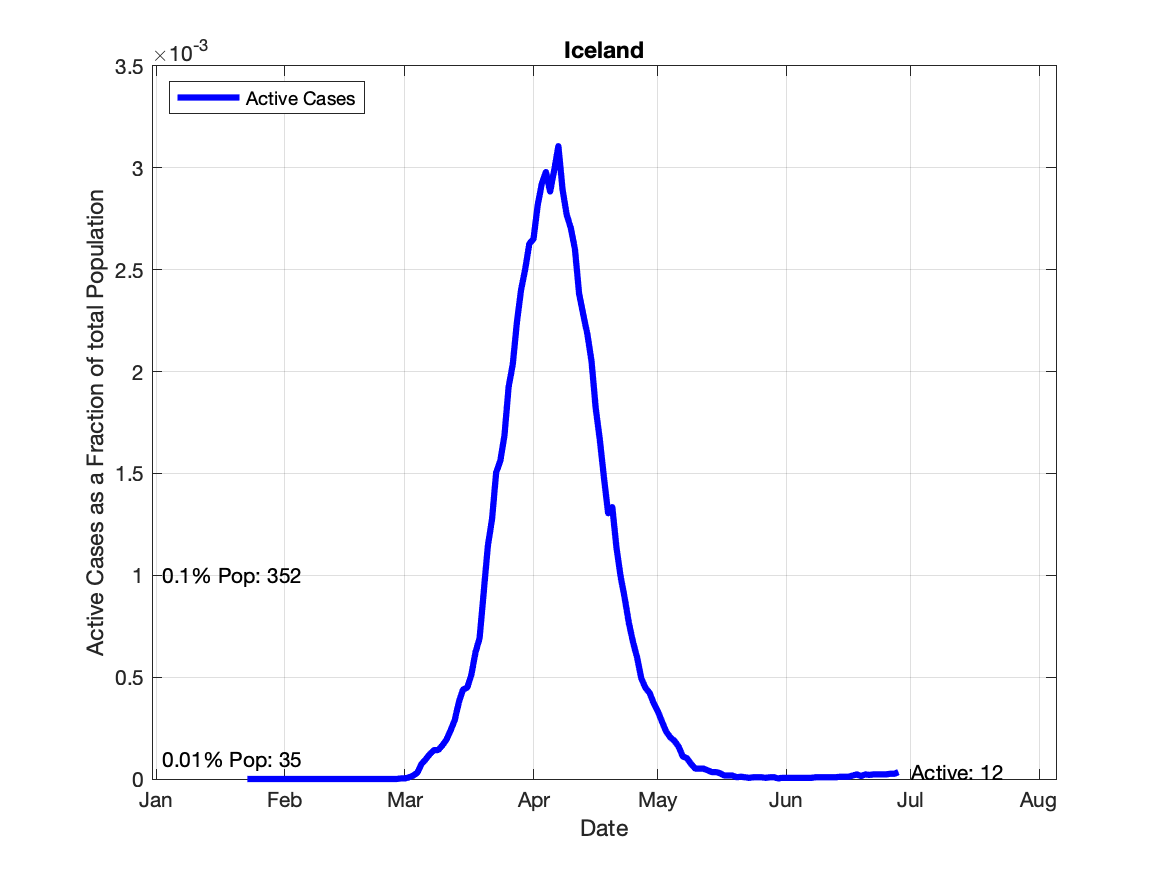 Iceland
×10-3
3.5
3
2.5
2
1.5
1
0.5
0
Active Cases
Active Cases as a Fraction of total Population
0.1% Pop: 352
0.01% Pop: 35
Active: 12
Jan Feb Mar Apr May Jun Jul Aug
Date